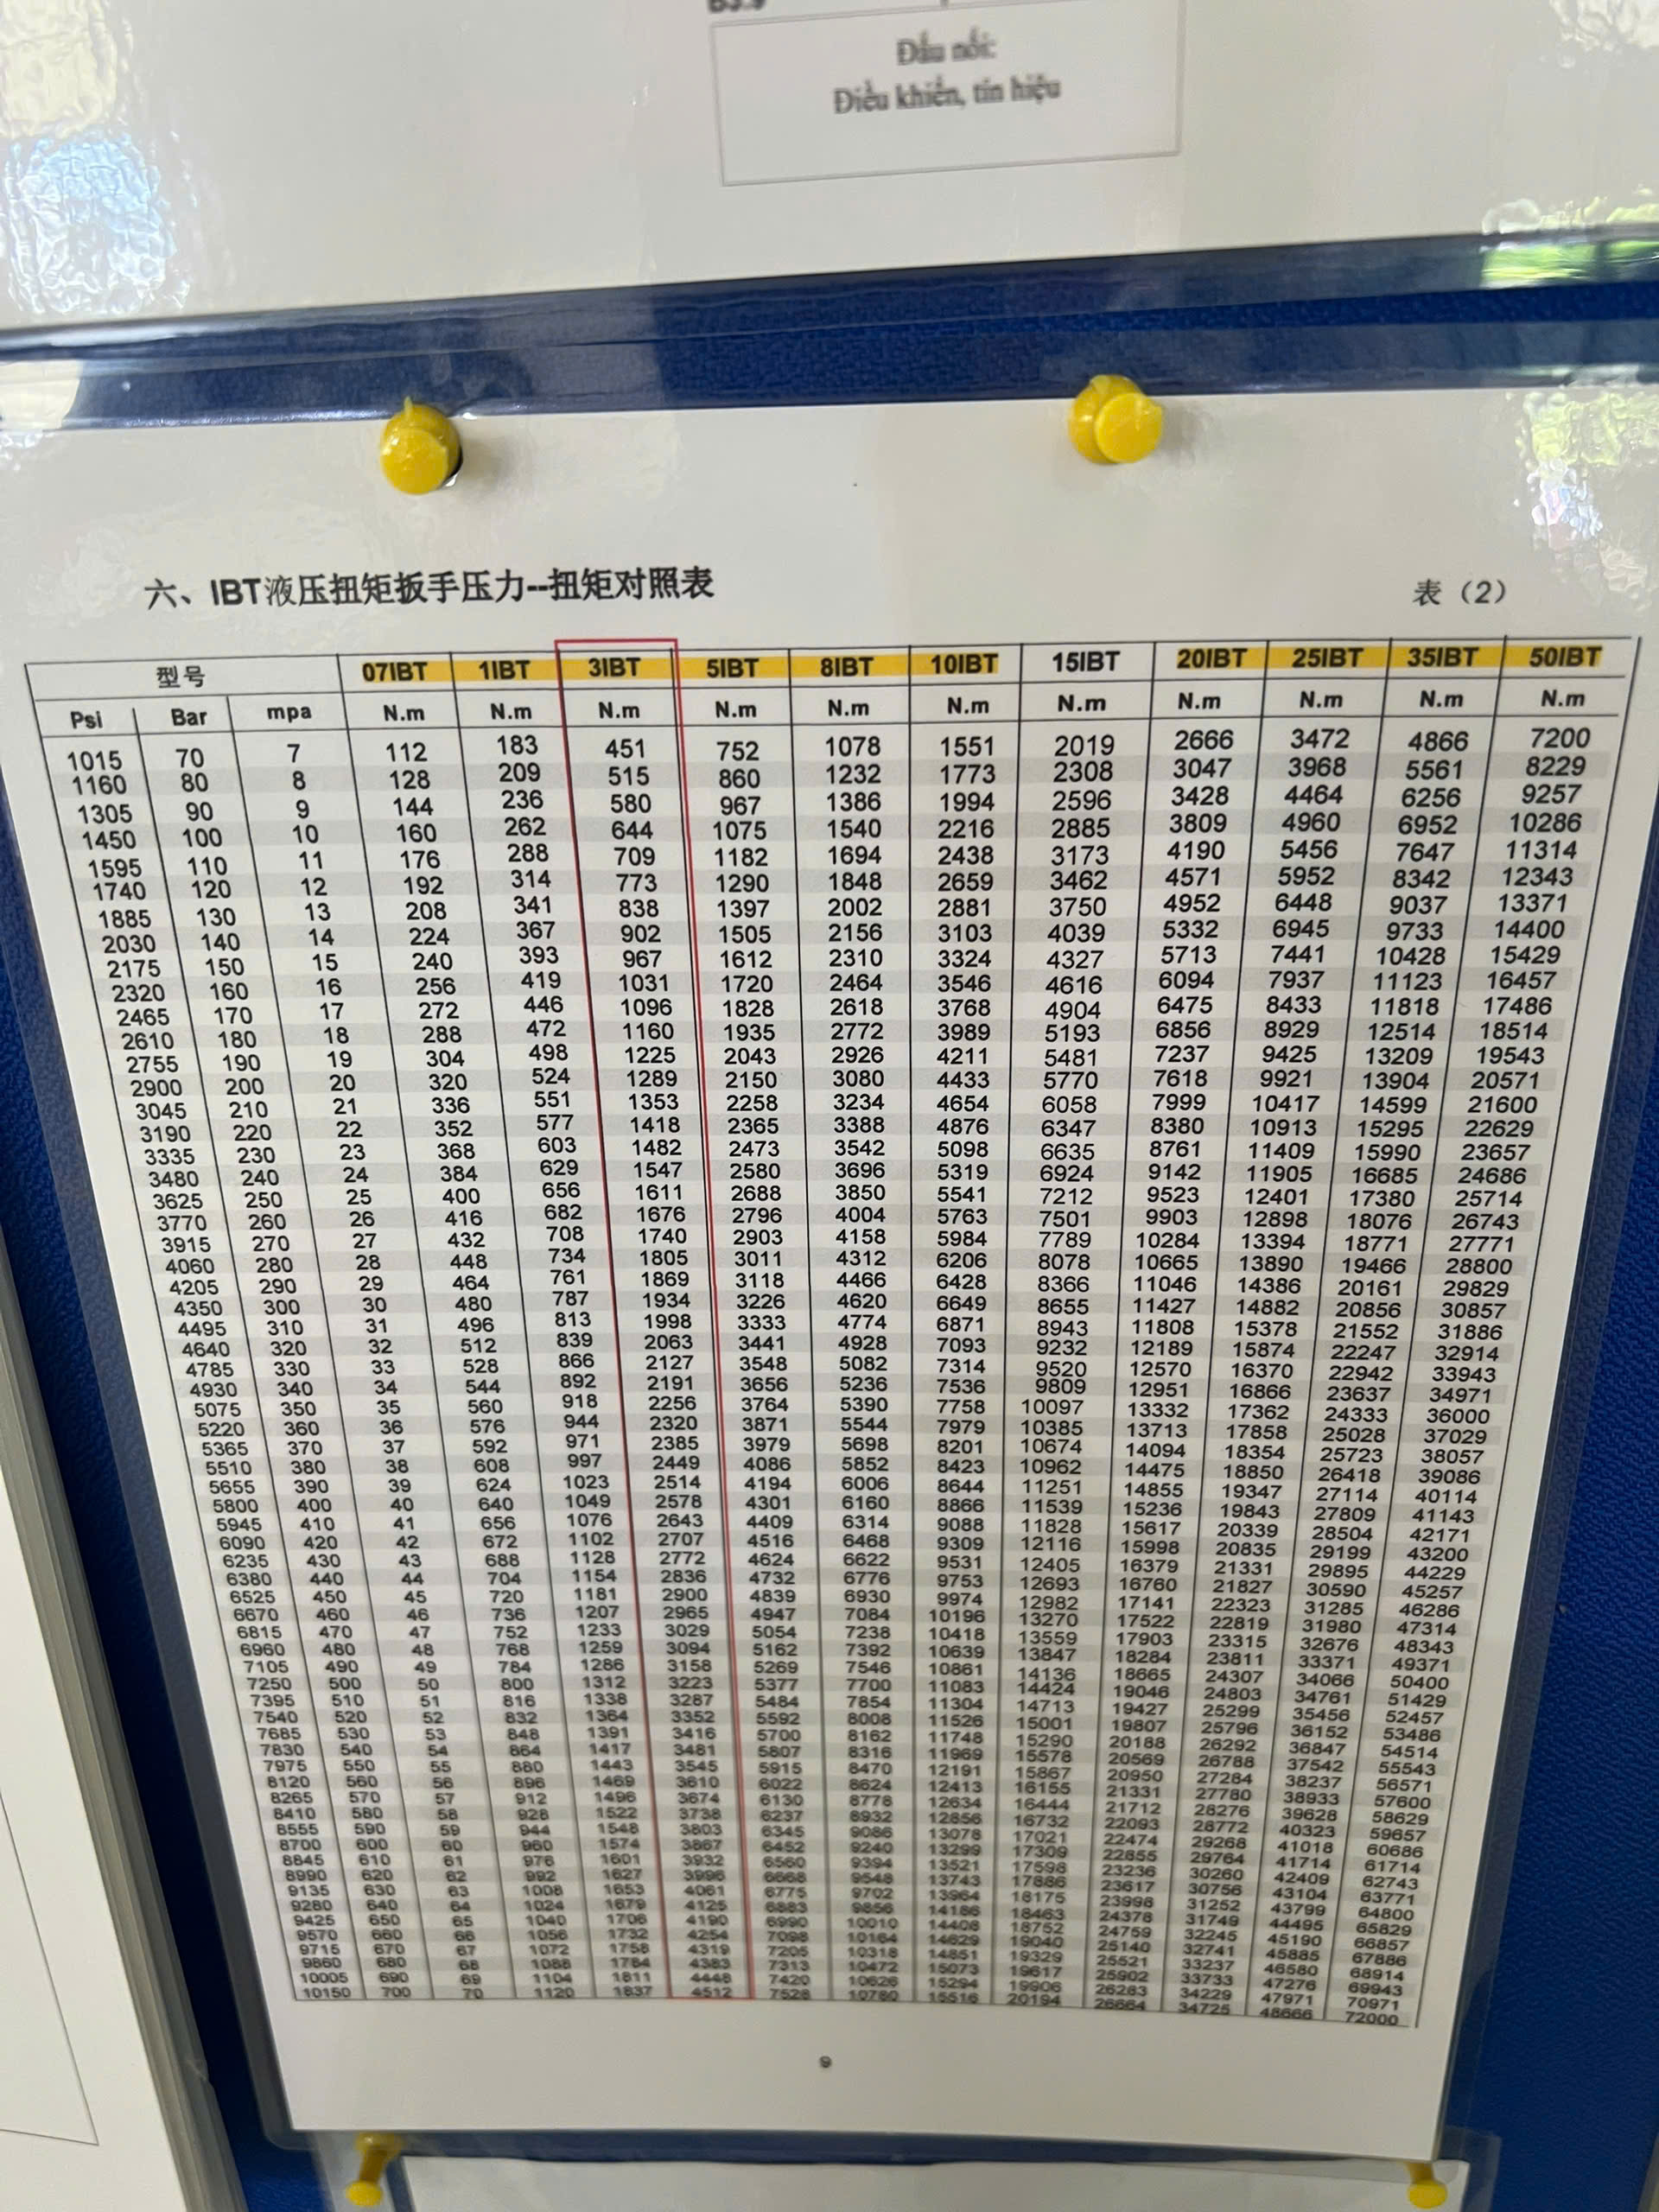 B3.9
Đấu nối:
Điều khiển, tín hiệu
六、IBT液压扭矩扳手压力--扭矩对照表 表（2）
型号 07IBT 1IBT 3IBT 5IBT 8IBT 10IBT 15IBT 20IBT 25IBT 35IBT 50IBT
Psi Bar mpa N.m N.m N.m N.m N.m N.m N.m N.m N.m N.m N.m
1015 70 7 112 183 451 752 1078 1551 2019 2666 3472 4866 7200
1160 80 8 128 209 515 860 1232 1773 2308 3047 3968 5561 8229
1305 90 9 144 236 580 967 1386 1994 2596 3428 4464 6256 9257
1450 100 10 160 262 644 1075 1540 2216 2885 3809 4960 6952 10286
1595 110 11 176 288 709 1182 1694 2438 3173 4190 5456 7647 11314
1740 120 12 192 314 773 1290 1848 2659 3462 4571 5952 8342 12343
1885 130 13 208 341 838 1397 2002 2881 3750 4952 6448 9037 13371
2030 140 14 224 367 902 1505 2156 3103 4039 5332 6945 9733 14400
2175 150 15 240 393 967 1612 2310 3324 4327 5713 7441 10428 15429
2320 160 16 256 419 1031 1720 2464 3546 4616 6094 7937 11123 16457
2465 170 17 272 446 1096 1828 2618 3768 4904 6475 8433 11818 17486
2610 180 18 288 472 1160 1935 2772 3989 5193 6856 8929 12514 18514
2755 190 19 304 498 1225 2043 2926 4211 5481 7237 9425 13209 19543
2900 200 20 320 524 1289 2150 3080 4433 5770 7618 9921 13904 20571
3045 210 21 336 551 1353 2258 3234 4654 6058 7999 10417 14599 21600
3190 220 22 352 577 1418 2365 3388 4876 6347 8380 10913 15295 22629
3335 230 23 368 603 1482 2473 3542 5098 6635 8761 11409 15990 23657
3480 240 24 384 629 1547 2580 3696 5319 6924 9142 11905 16685 24686
3625 250 25 400 656 1611 2688 3850 5541 7212 9523 12401 17380 25714
3770 260 26 416 682 1676 2796 4004 5763 7501 9903 12898 18076 26743
3915 270 27 432 708 1740 2903 4158 5984 7789 10284 13394 18771 27771
4060 280 28 448 734 1805 3011 4312 6206 8078 10665 13890 19466 28800
4205 290 29 464 761 1869 3118 4466 6428 8366 11046 14386 20161 29829
4350 300 30 480 787 1934 3226 4620 6649 8655 11427 14882 20856 30857
4495 310 31 496 813 1998 3333 4774 6871 8943 11808 15378 21552 31886
4640 320 32 512 839 2063 3441 4928 7093 9232 12189 15874 22247 32914
4785 330 33 528 866 2127 3548 5082 7314 9520 12570 16370 22942 33943
4930 340 34 544 892 2191 3656 5236 7536 9809 12951 16866 23637 34971
5075 350 35 560 918 2256 3764 5390 7758 10097 13332 17362 24333 36000
5220 360 36 576 944 2320 3871 5544 7979 10385 13713 17858 25028 37029
5365 370 37 592 971 2385 3979 5698 8201 10674 14094 18354 25723 38057
5510 380 38 608 997 2449 4086 5852 8423 10962 14475 18850 26418 39086
5655 390 39 624 1023 2514 4194 6006 8644 11251 14855 19347 27114 40114
5800 400 40 640 1049 2578 4301 6160 8866 11539 15236 19843 27809 41143
5945 410 41 656 1076 2643 4409 6314 9088 11828 15617 20339 28504 42171
6090 420 42 672 1102 2707 4516 6468 9309 12116 15998 20835 29199 43200
6235 430 43 688 1128 2772 4624 6622 9531 12405 16379 21331 29895 44229
6380 440 44 704 1154 2836 4732 6776 9753 12693 16760 21827 30590 45257
6525 450 45 720 1181 2900 4839 6930 9974 12982 17141 22323 31285 46286
6670 460 46 736 1207 2965 4947 7084 10196 13270 17522 22819 31980 47314
6815 470 47 752 1233 3029 5054 7238 10418 13559 17903 23315 32676 48343
6960 480 48 768 1259 3094 5162 7392 10639 13847 18284 23811 33371 49371
7105 490 49 784 1286 3158 5269 7546 10861 14136 18665 24307 34066 50400
7250 500 50 800 1312 3223 5377 7700 11083 14424 19046 24803 34761 51429
7395 510 51 816 1338 3287 5484 7854 11304 14713 19427 25299 35456 52457
7540 520 52 832 1364 3352 5592 8008 11526 15001 19807 25796 36152 53486
7685 530 53 848 1391 3416 5700 8162 11748 15290 20188 26292 36847 54514
7830 540 54 864 1417 3481 5807 8316 11969 15578 20569 26788 37542 55543
7975 550 55 880 1443 3545 5915 8470 12191 15867 20950 27284 38237 56571
8120 560 56 896 1469 3610 6022 8624 12413 16155 21331 27780 38933 57600
8265 570 57 912 1496 3674 6130 8778 12634 16444 21712 28276 39628 58629
8410 580 58 928 1522 3738 6237 8932 12856 16732 22093 28772 40323 59657
8555 590 59 944 1548 3803 6345 9086 13078 17021 22474 29268 41018 60686
8700 600 60 960 1574 3867 6452 9240 13299 17309 22855 29764 41714 61714
8845 610 61 976 1601 3932 6560 9394 13521 17598 23236 30260 42409 62743
8990 620 62 992 1627 3996 6668 9548 13743 17886 23617 30756 43104 63771
9135 630 63 1008 1653 4061 6775 9702 13964 18175 23998 31252 43799 64800
9280 640 64 1024 1679 4125 6883 9856 14186 18463 24378 31749 44495 65829
9425 650 65 1040 1706 4190 6990 10010 14408 18752 24759 32245 45190 66857
9570 660 66 1056 1732 4254 7098 10164 14629 19040 25140 32741 45885 67886
9715 670 67 1072 1758 4319 7205 10318 14851 19329 25521 33237 46580 68914
9860 680 68 1088 1784 4383 7313 10472 15073 19617 25902 33733 47276 69943
10005 690 69 1104 1811 4448 7420 10626 15294 19906 26283 34229 47971 70971
10150 700 70 1120 1837 4512 7528 10780 15516 20194 26664 34725 48666 72000
9